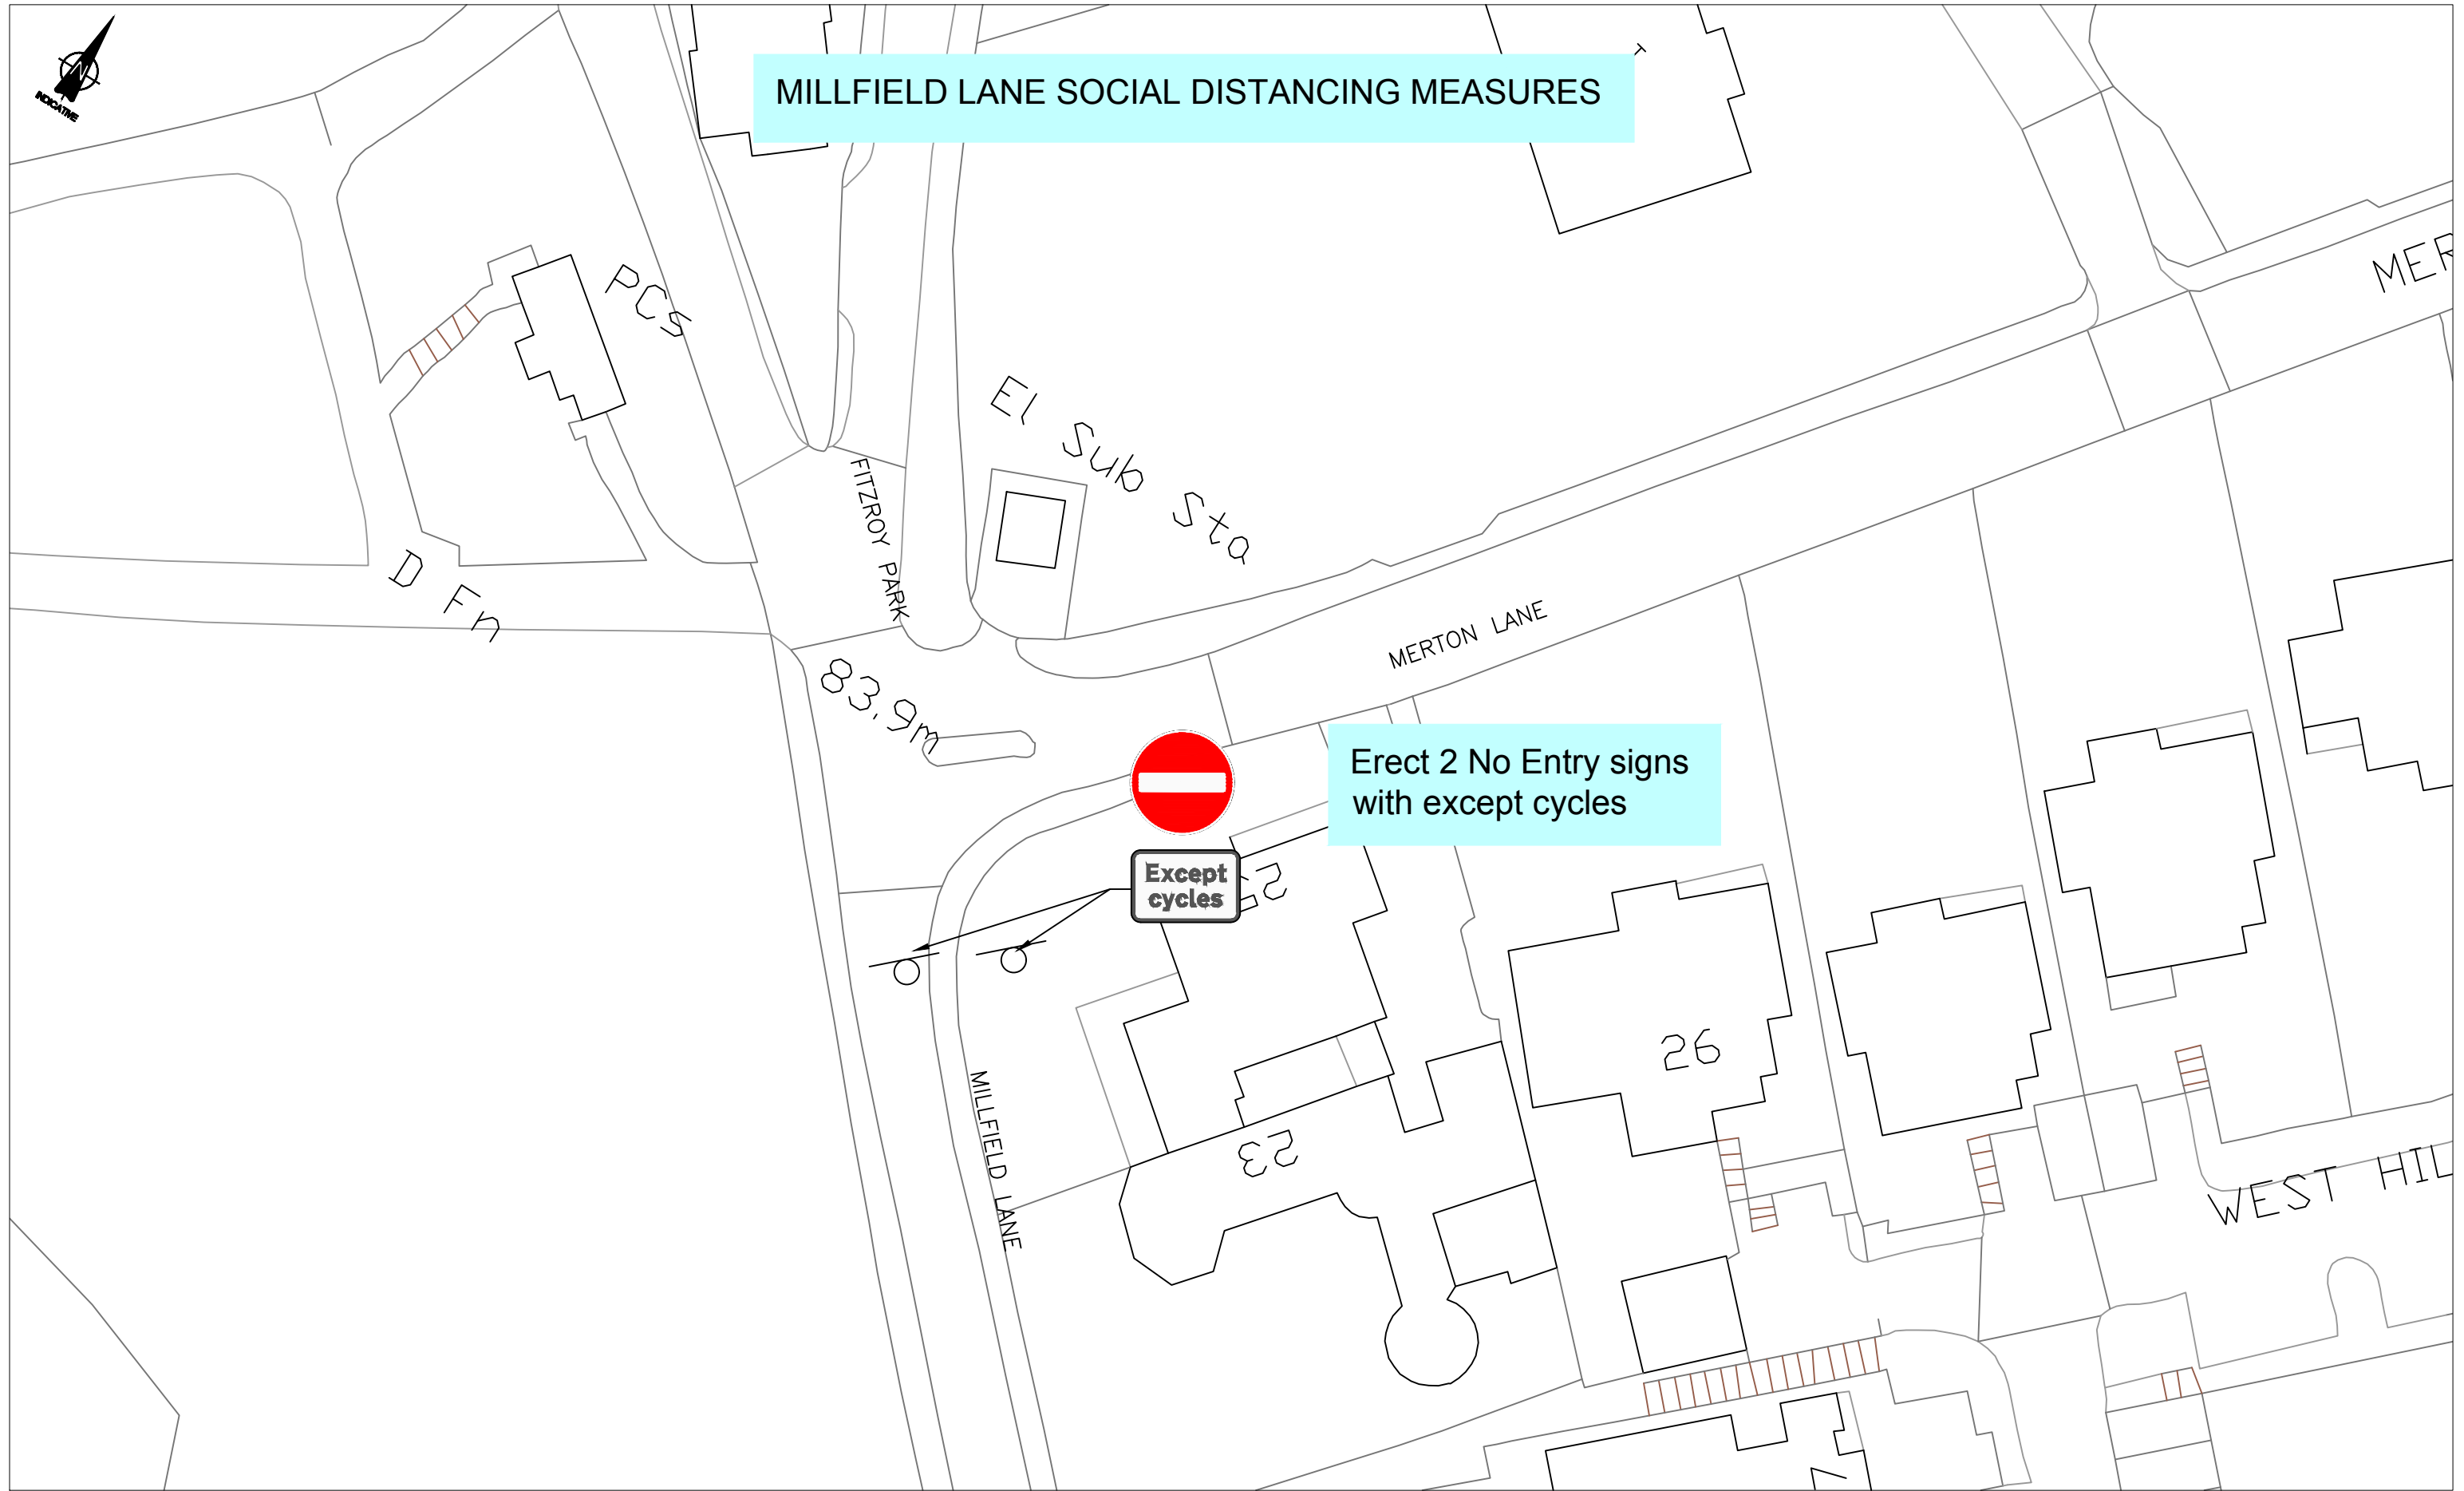 INDICATIVE
MILLFIELD LANE SOCIAL DISTANCING MEASURES
MER
PCs
El Sub Sta
FITZROY PARK
D Fn
MERTON LANE
83.9m
Erect 2 No Entry signs
with except cycles
Except
cycles
26
MILLFIELD LANE
23
WEST HIL